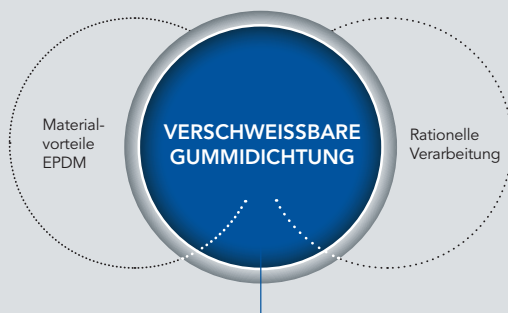 Material-
vorteile
EPDM
VERSCHWEISSBARE
GUMMIDICHTUNG
Rationelle
Verarbeitung